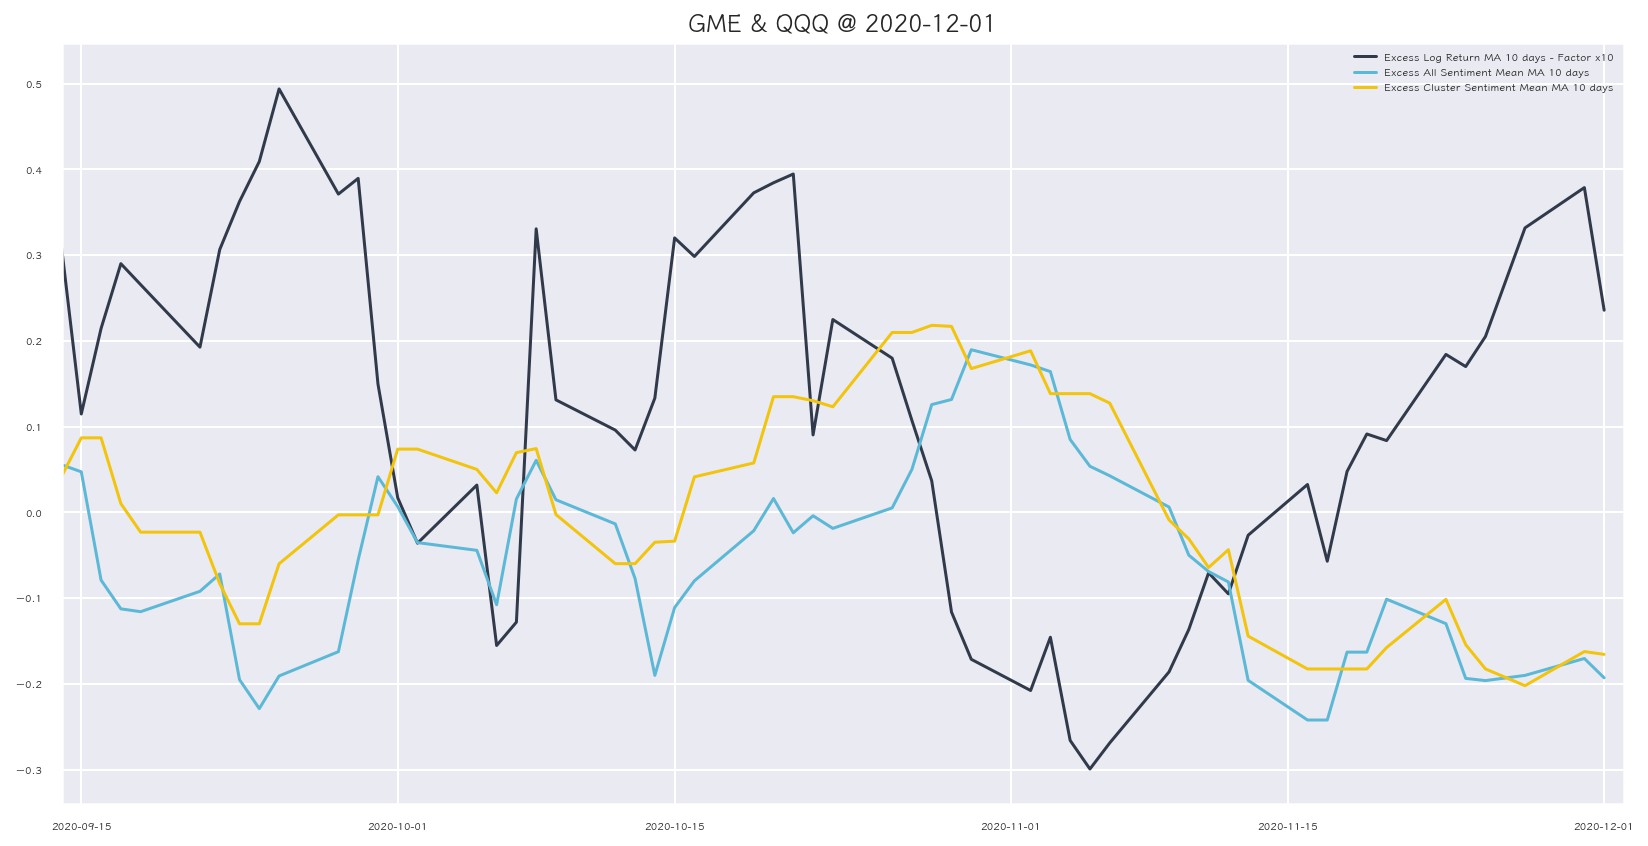 GME & QQQ @ 2020-12-01
Excess Log Return MA 10 days - Factor x10
Excess All Sentiment Mean MA 10 days
Excess Cluster Sentiment Mean MA 10 days
0.5
0.4
0.3
0.2
0.1
0.0
−0.1
−0.2
−0.3
2020-09-15 2020-10-01 2020-10-15 2020-11-01 2020-11-15 2020-12-01